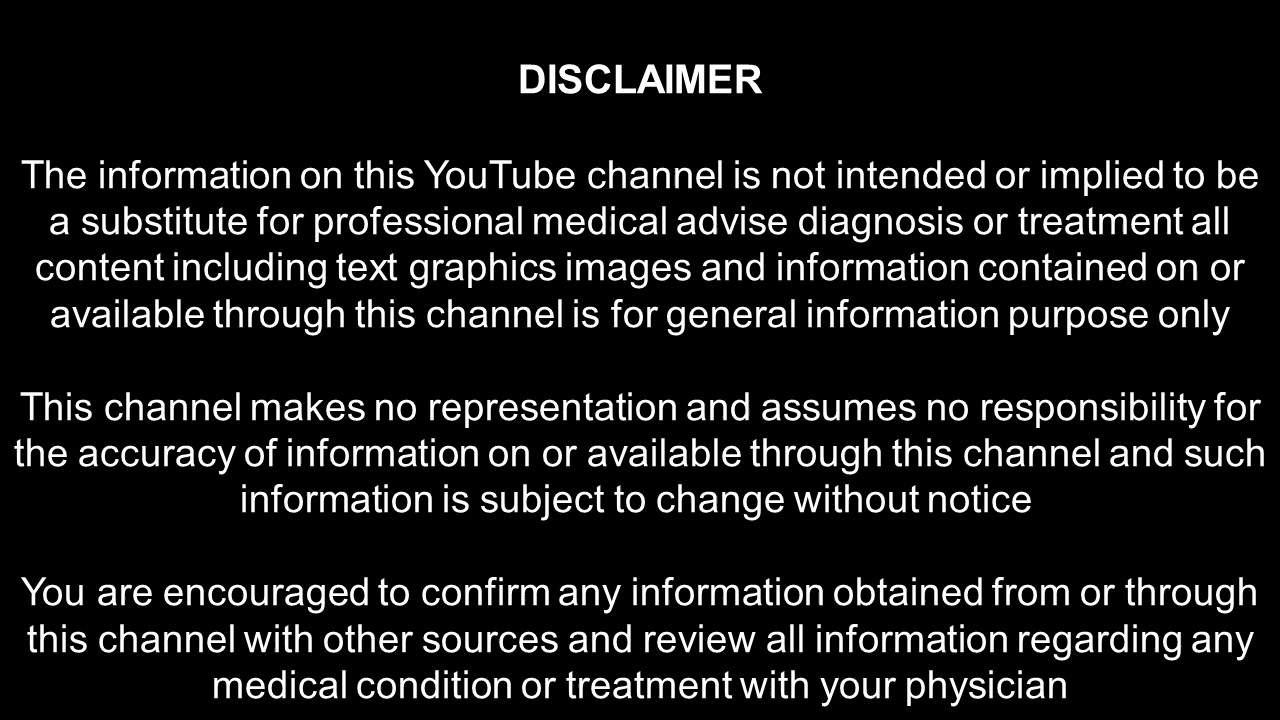 DISCLAIMER
The information on this YouTube channel is not intended or implied to be
a substitute for professional medical advise diagnosis or treatment all
content including text graphics images and information contained on or
available through this channel is for general information purpose only
This channel makes no representation and assumes no responsibility for
the accuracy of information on or available through this channel and such
information is subject to change without notice
You are encouraged to confirm any information obtained from or through
this channel with other sources and review all information regarding any
medical condition or treatment with your physician